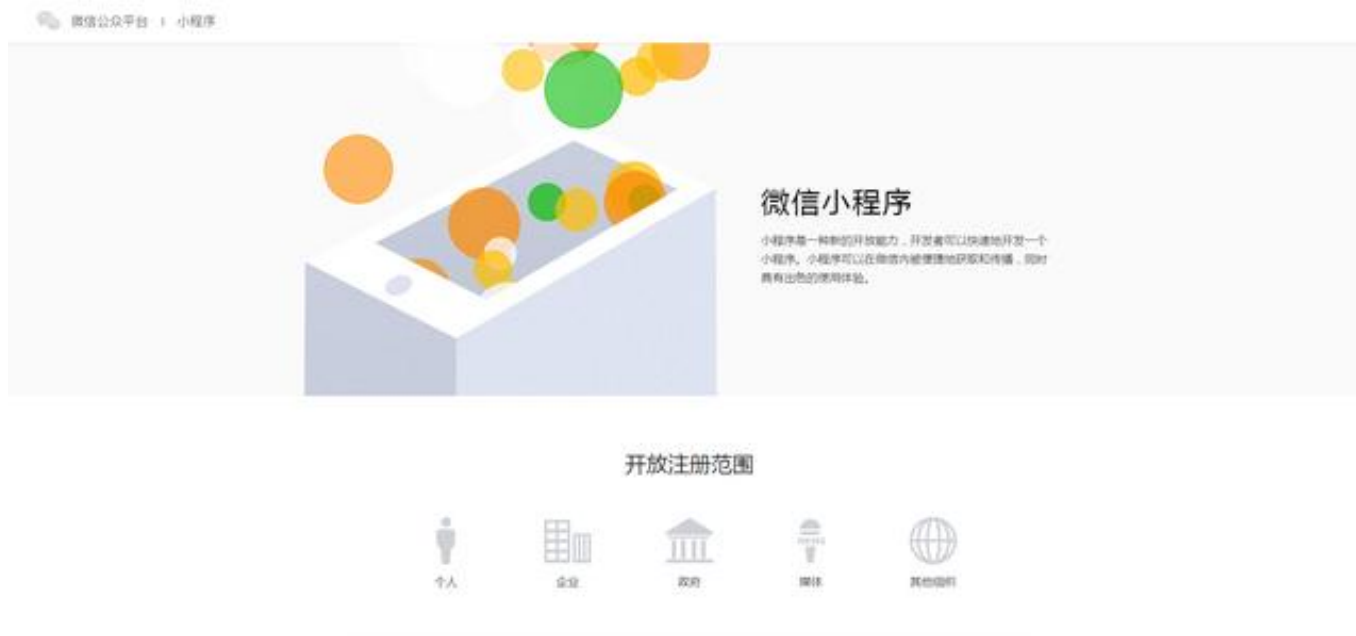 微信公众平台 | 小程序
微信小程序
小程序是一种新的开放能力，开发者可以快速地开发一个
小程序。小程序可以在微信内被便捷地获取和传播，同时
具有出色的使用体验。
开放注册范围
个人
企业
政府
媒体
其他组织